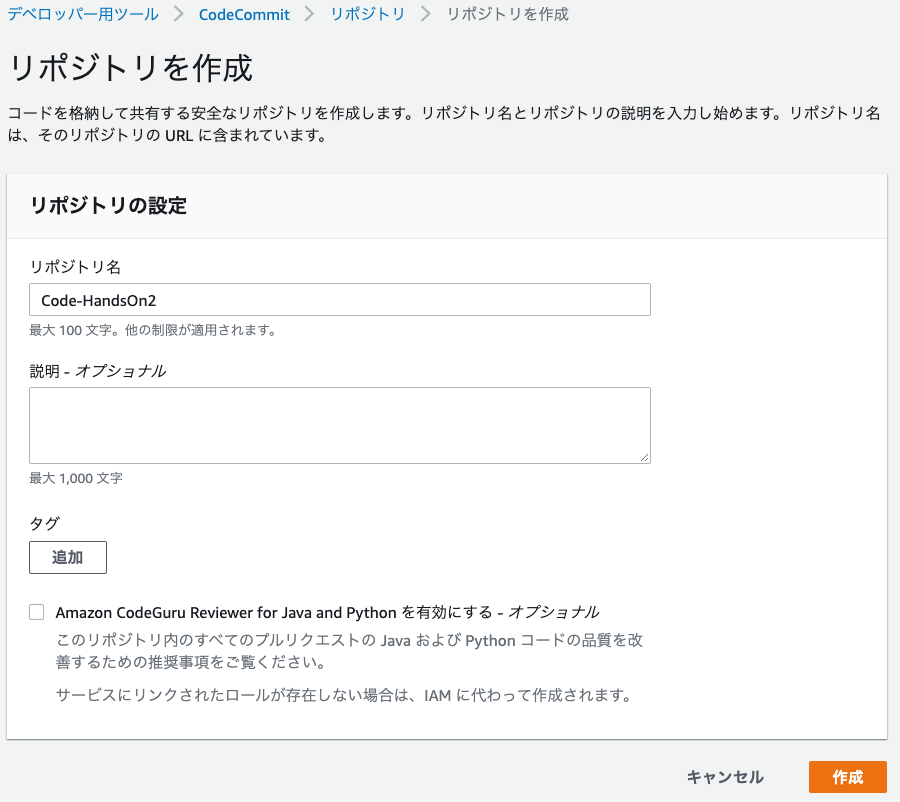 デベロッパー用ツール > CodeCommit > リポジトリ > リポジトリを作成
リポジトリを作成
コードを格納して共有する安全なリポジトリを作成します。リポジトリ名とリポジトリの説明を入力し始めます。リポジトリ名
は、そのリポジトリの URL に含まれています。
リポジトリの設定
リポジトリ名
Code-HandsOn2
最大 100 文字。他の制限が適用されます。
説明 - オプショナル
最大 1,000 文字
タグ
追加
Amazon CodeGuru Reviewer for Java and Python を有効にする - オプショナル
このリポジトリ内のすべてのプルリクエストの Java および Python コードの品質を改
善するための推奨事項をご覧ください。
サービスにリンクされたロールが存在しない場合は、IAM に代わって作成されます。
キャンセル 作成